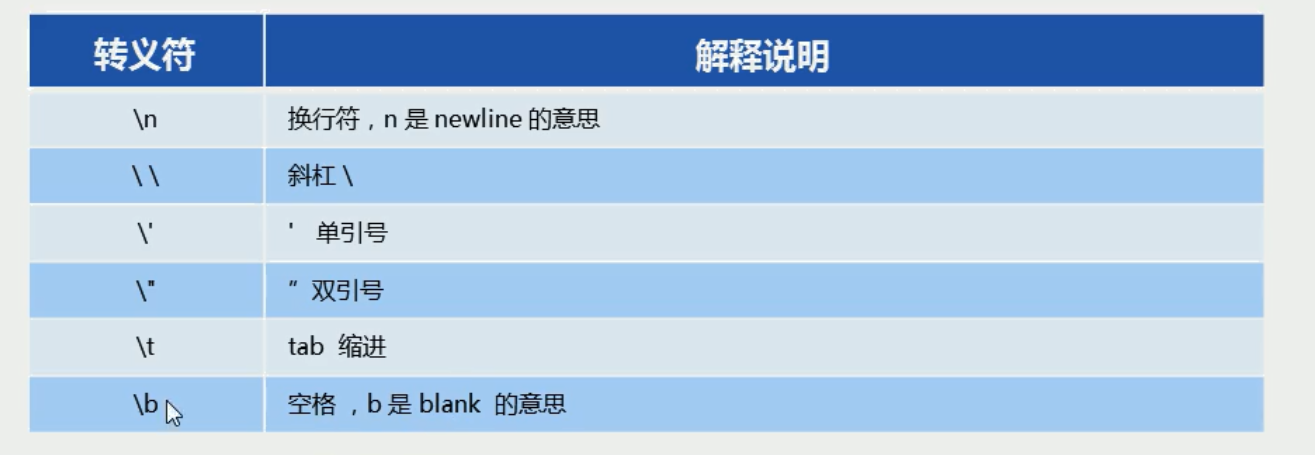 转义符 解释说明
\n 换行符，n 是 newline 的意思
\ \ 斜杠 \
\' ' 单引号
\" " 双引号
\t tab 缩进
\b 空格 ，b 是 blank 的意思